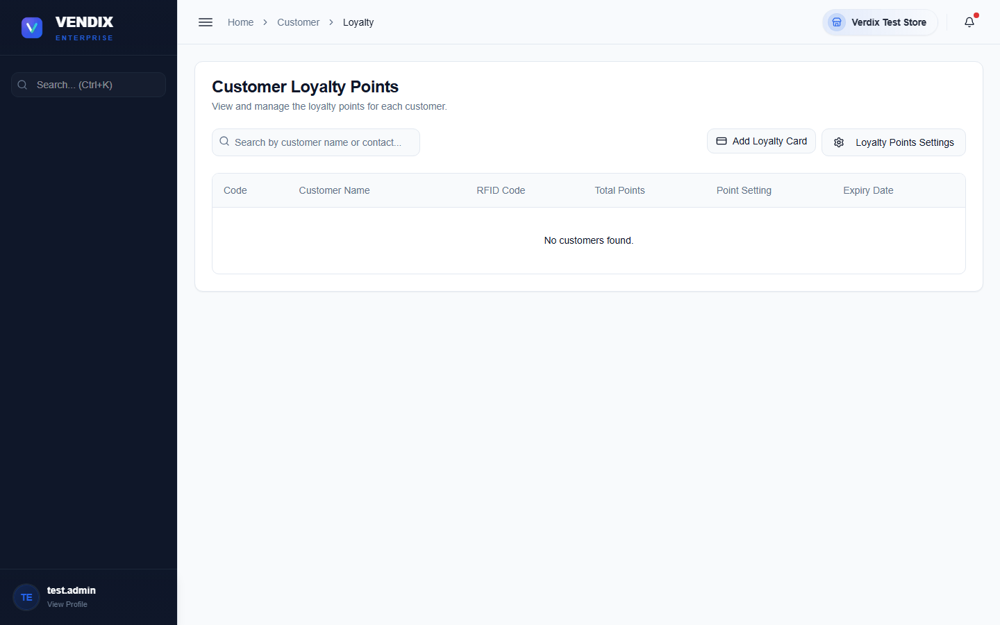 VENDIX
ENTERPRISE
Search... (Ctrl+K)
Home
Customer
Loyalty
Verdix Test Store
Customer Loyalty Points
View and manage the loyalty points for each customer.
Search by customer name or contact...
Add Loyalty Card
Loyalty Points Settings
Code
Customer Name
RFID Code
Total Points
Point Setting
Expiry Date
No customers found.
TE
test.admin
View Profile